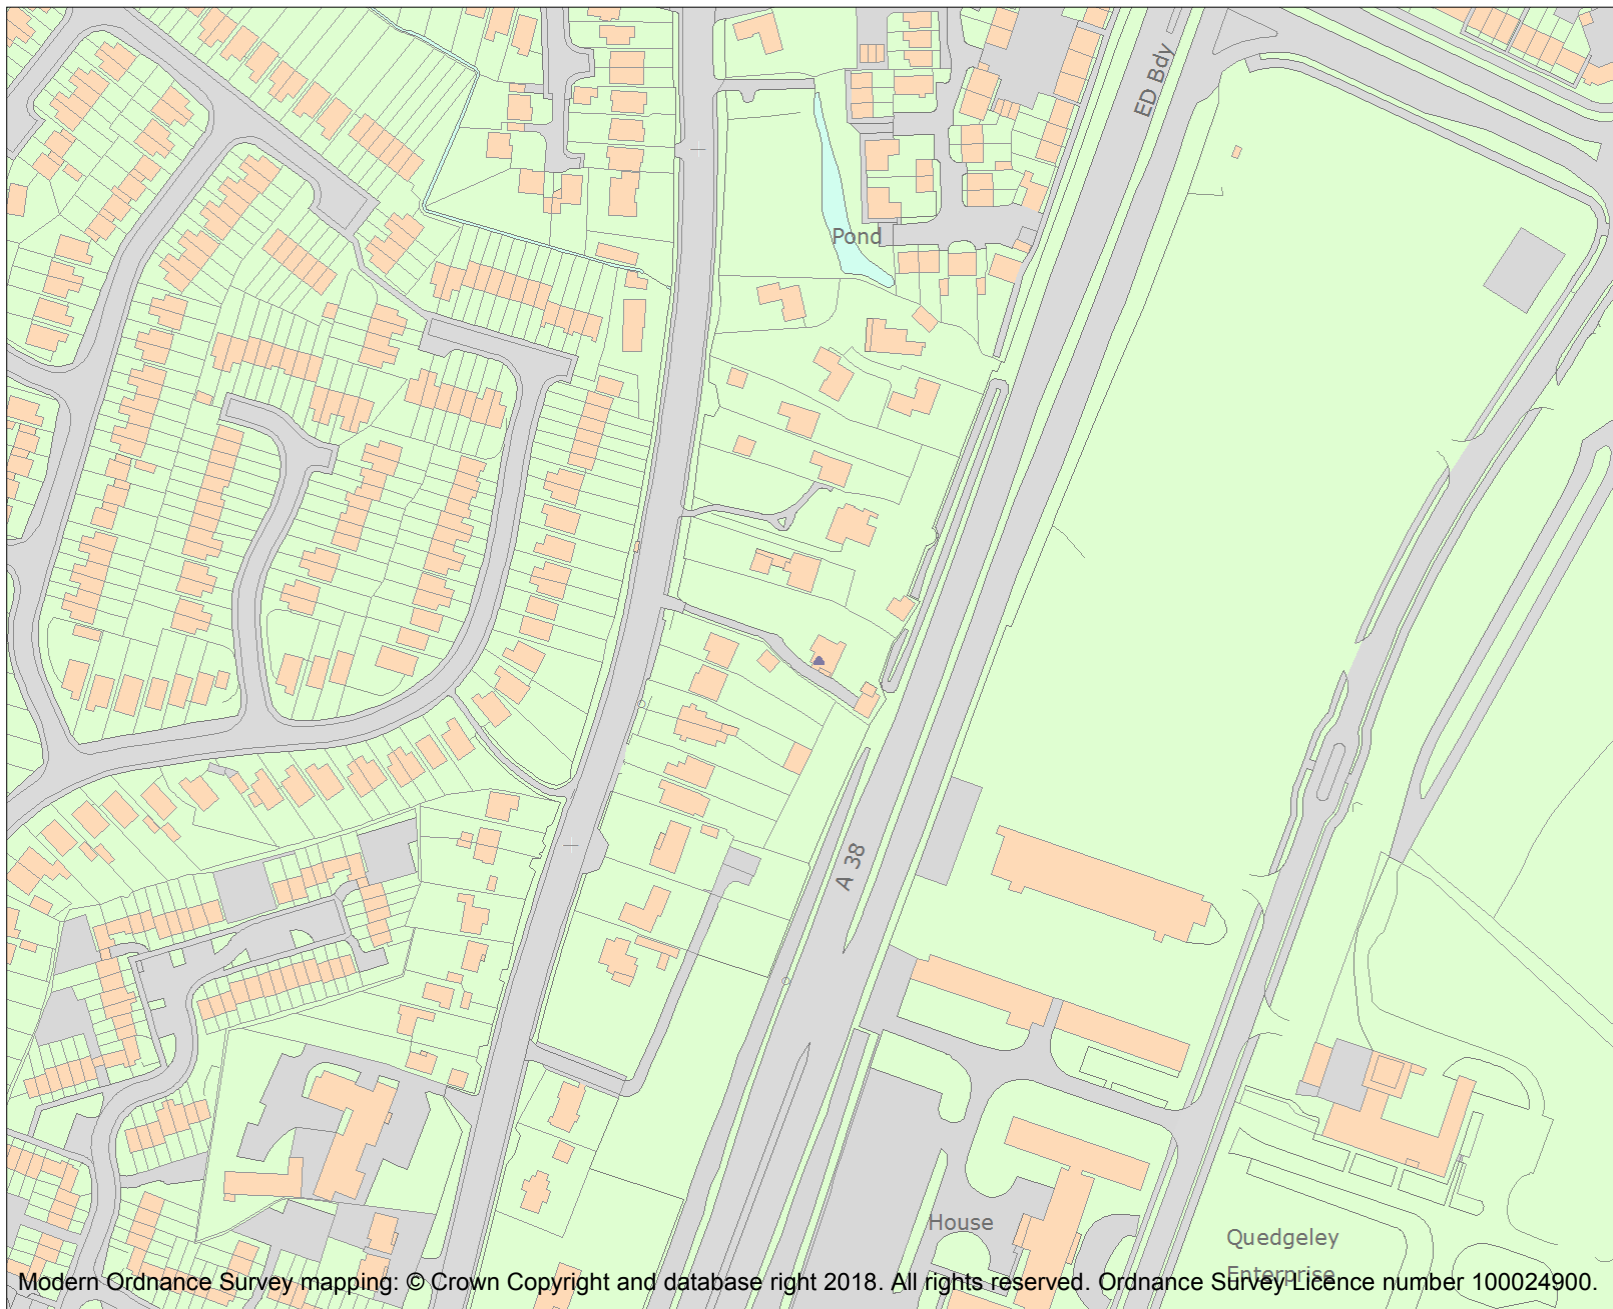 ED Bdy
Pond
A 38
House
Quedgeley
Enterprise
Modern Ordnance Survey mapping: © Crown Copyright and database right 2018. All rights reserved. Ordnance Survey Licence number 100024900.